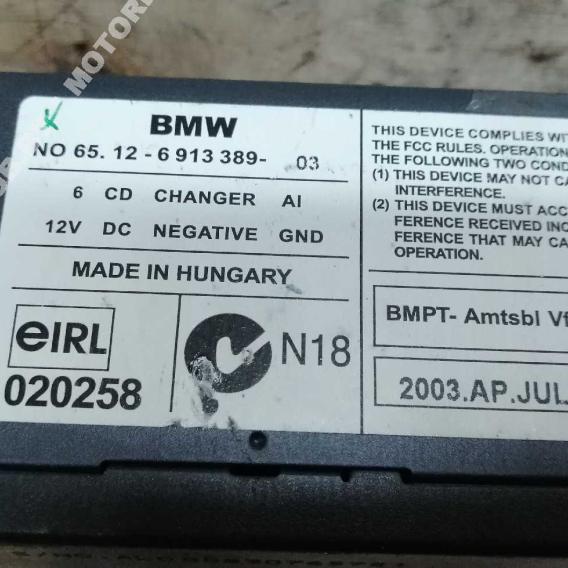 MOTOR
BMW
NO 65. 12 - 6 913 389- 03
6 CD CHANGER AI
12V DC NEGATIVE GND
MADE IN HUNGARY
eIRL
020258
N18
THIS DEVICE COMPLIES WIT
THE FCC RULES. OPERATION
THE FOLLOWING TWO COND
(1) THIS DEVICE MAY NOT CA
INTERFERENCE.
(2) THIS DEVICE MUST ACC
FERENCE RECEIVED INC
FERENCE THAT MAY CA
OPERATION.
BMPT- Amtsbl Vf
2003.AP.JUL